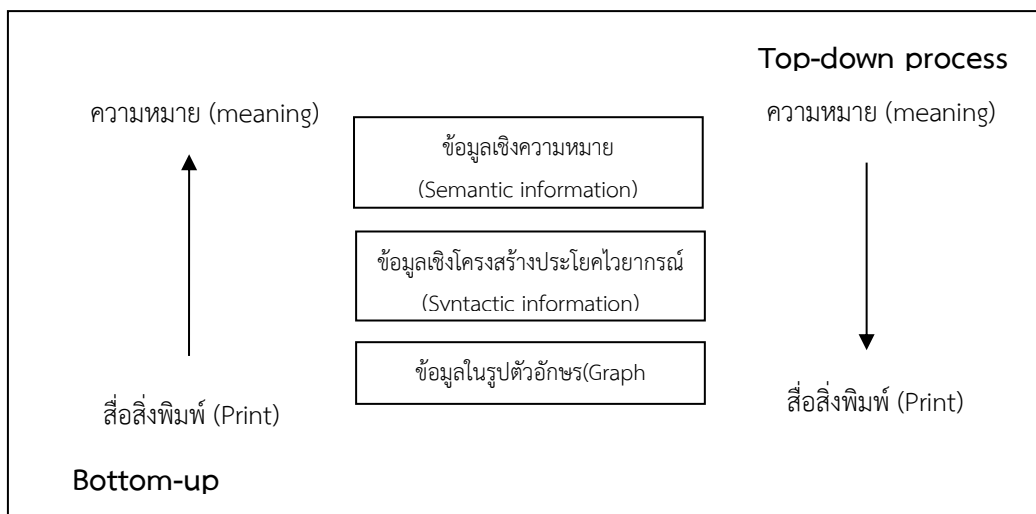 Top-down process
ความหมาย (meaning)
ความหมาย (meaning)
ข้อมูลเชิงความหมาย
(Semantic information)
ข้อมูลเชิงโครงสร้างประโยคไวยากรณ์
(Syntactic information)
ข้อมูลในรูปตัวอักษร(Graph
สื่อสิ่งพิมพ์ (Print)
สื่อสิ่งพิมพ์ (Print)
Bottom-up